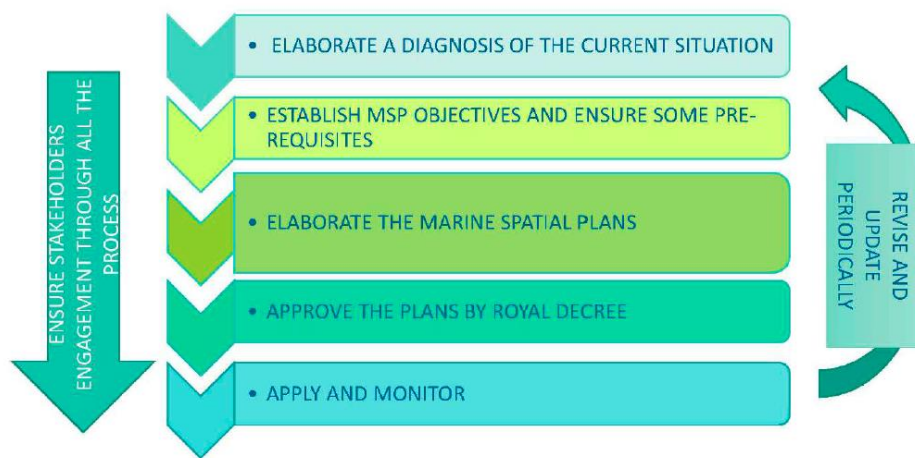 • ELABORATE A DIAGNOSIS OF THE CURRENT SITUATION
• ESTABLISH MSP OBJECTIVES AND ENSURE SOME PRE-
REQUISITES
• ELABORATE THE MARINE SPATIAL PLANS
• APPROVE THE PLANS BY ROYAL DECREE
• APPLY AND MONITOR
ENSURE STAKEHOLDERS
ENGAGEMENT THROUGH ALL THE
PROCESS
REVISE AND
UPDATE
PERIODICALLY